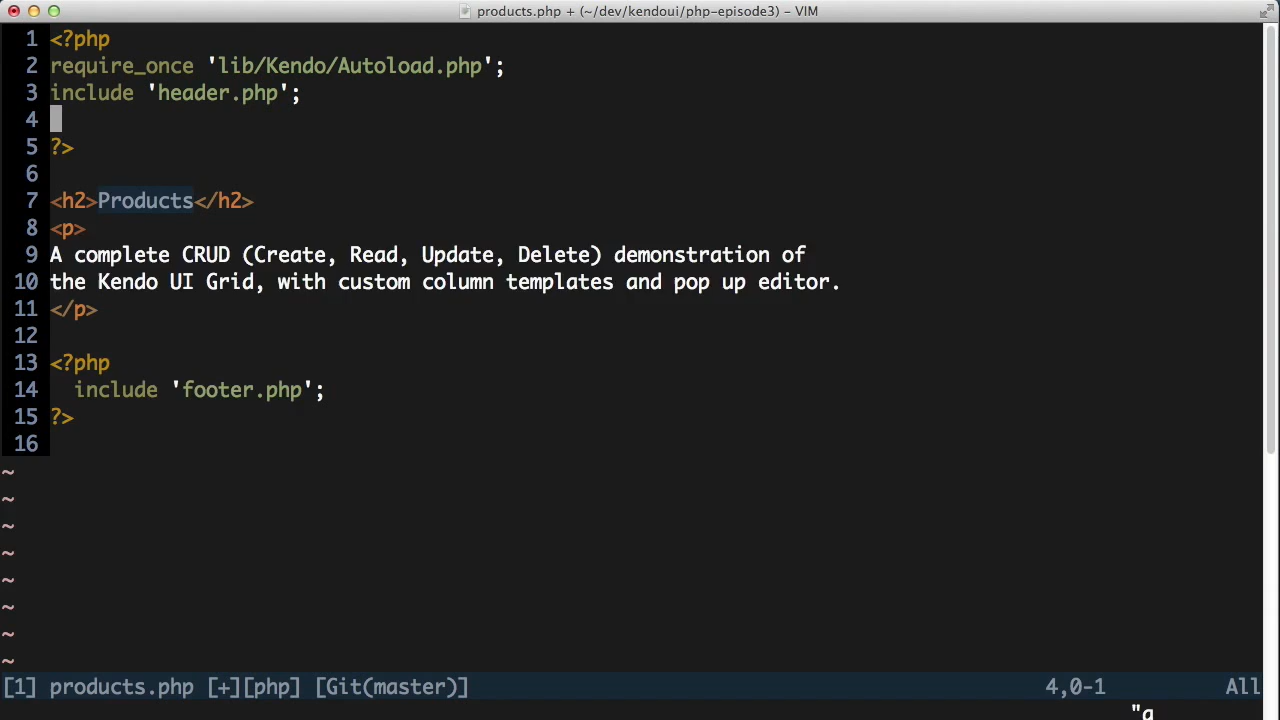 products.php + (~/dev/kendoui/php-episode3) – VIM
1 <?php
2 require_once 'lib/Kendo/Autoload.php';
3 include 'header.php';
4
5 ?>
6
7 <h2>Products</h2>
8 <p>
9 A complete CRUD (Create, Read, Update, Delete) demonstration of
10 the Kendo UI Grid, with custom column templates and pop up editor.
11 </p>
12
13 <?php
14   include 'footer.php';
15 ?>
16
~
~
~
~
~
~
~
~
[1] products.php [+][php] [Git(master)] 4,0-1 All